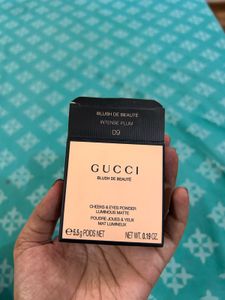 BLUSH DE BEAUTÉ
INTENSE PLUM
09
GUCCI
BLUSH DE BEAUTÉ
CHEEKS & EYES POWDER
LUMINOUS MATTE
POUDRE JOUES & YEUX
MAT LUMINEUX
℮ 5.5g POIDS NET NET WT. 0.19 OZ.